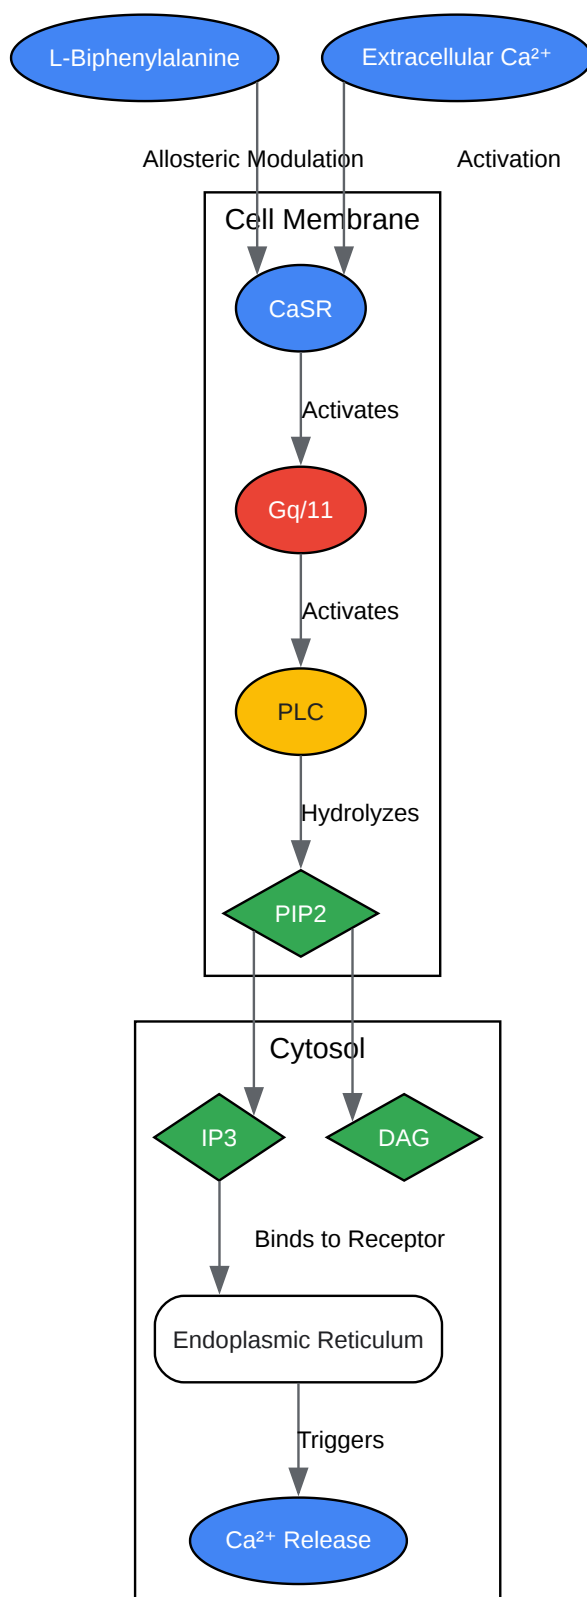 L-Biphenylalanine
Extracellular Ca²⁺
Allosteric Modulation
Activation
Cell Membrane
CaSR
Activates
Gq/11
Activates
PLC
Hydrolyzes
PIP2
Cytosol
IP3
DAG
Binds to Receptor
Endoplasmic Reticulum
Triggers
Ca²⁺ Release